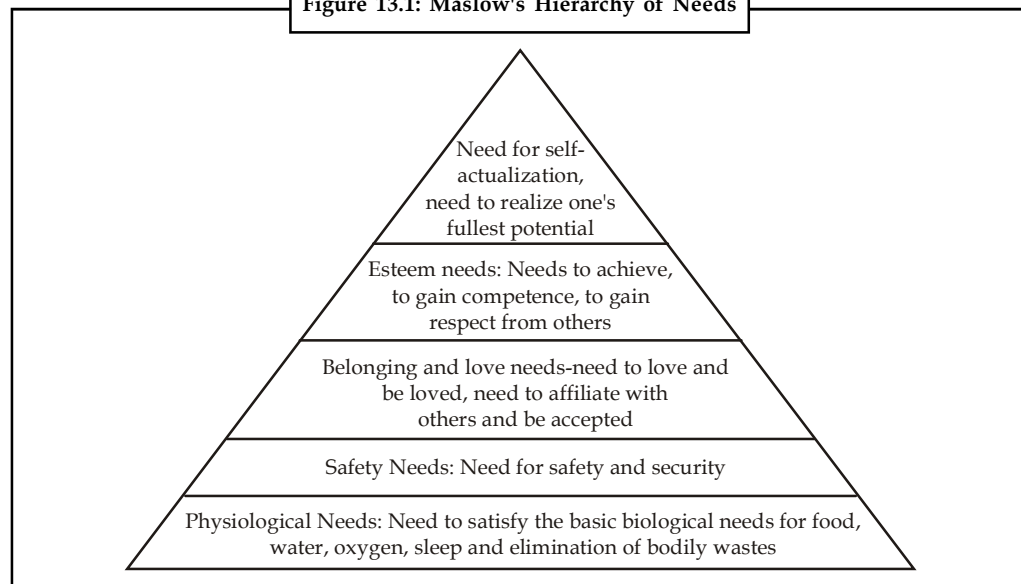 Figure 13.1: Maslow's Hierarchy of Needs
Need for self-
actualization,
need to realize one's
fullest potential
Esteem needs: Needs to achieve,
to gain competence, to gain
respect from others
Belonging and love needs-need to love and
be loved, need to affiliate with
others and be accepted
Safety Needs: Need for safety and security
Physiological Needs: Need to satisfy the basic biological needs for food,
water, oxygen, sleep and elimination of bodily wastes